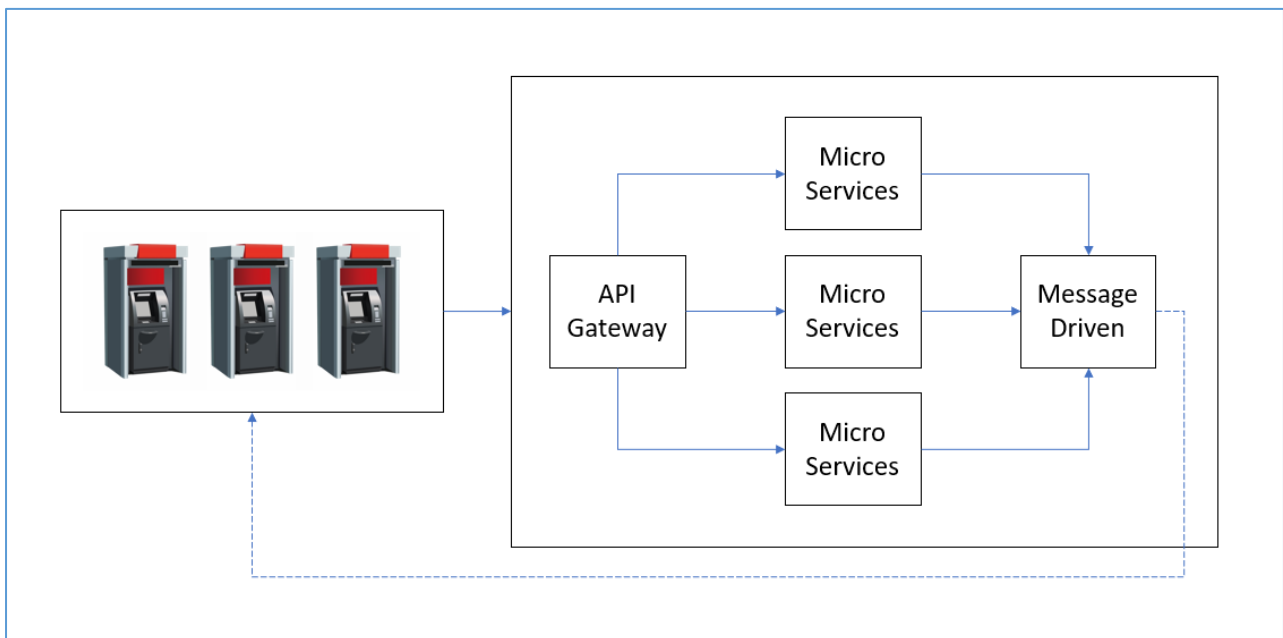 Micro
Services
API
Gateway
Micro
Services
Message
Driven
Micro
Services